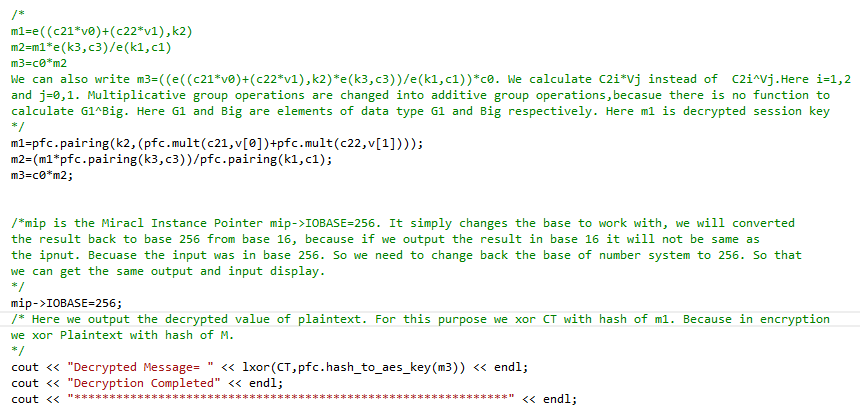 /*
m1=e((c21*v0)+(c22*v1),k2)
m2=m1*e(k3,c3)/e(k1,c1)
m3=c0*m2
We can also write m3=((e((c21*v0)+(c22*v1),k2)*e(k3,c3))/e(k1,c1))*c0. We calculate C2i*Vj instead of  C2i^Vj.Here i=1,2
and j=0,1. Multiplicative group operations are changed into additive group operations,becasue there is no function to
calculate G1^Big. Here G1 and Big are elements of data type G1 and Big respectively. Here m1 is decrypted session key
*/
m1=pfc.pairing(k2,(pfc.mult(c21,v[0])+pfc.mult(c22,v[1])));
m2=(m1*pfc.pairing(k3,c3))/pfc.pairing(k1,c1);
m3=c0*m2;
/*mip is the Miracl Instance Pointer mip->IOBASE=256. It simply changes the base to work with, we will converted
the result back to base 256 from base 16, because if we output the result in base 16 it will not be same as
the ipnut. Becuase the input was in base 256. So we need to change back the base of number system to 256. So that
we can get the same output and input display.
*/
mip->IOBASE=256;
/* Here we output the decrypted value of plaintext. For this purpose we xor CT with hash of m1. Because in encryption
we xor Plaintext with hash of M.
*/
cout << "Decrypted Message= " << lxor(CT,pfc.hash_to_aes_key(m3)) << endl;
cout << "Decryption Completed" << endl;
cout << "**************************************************************" << endl;